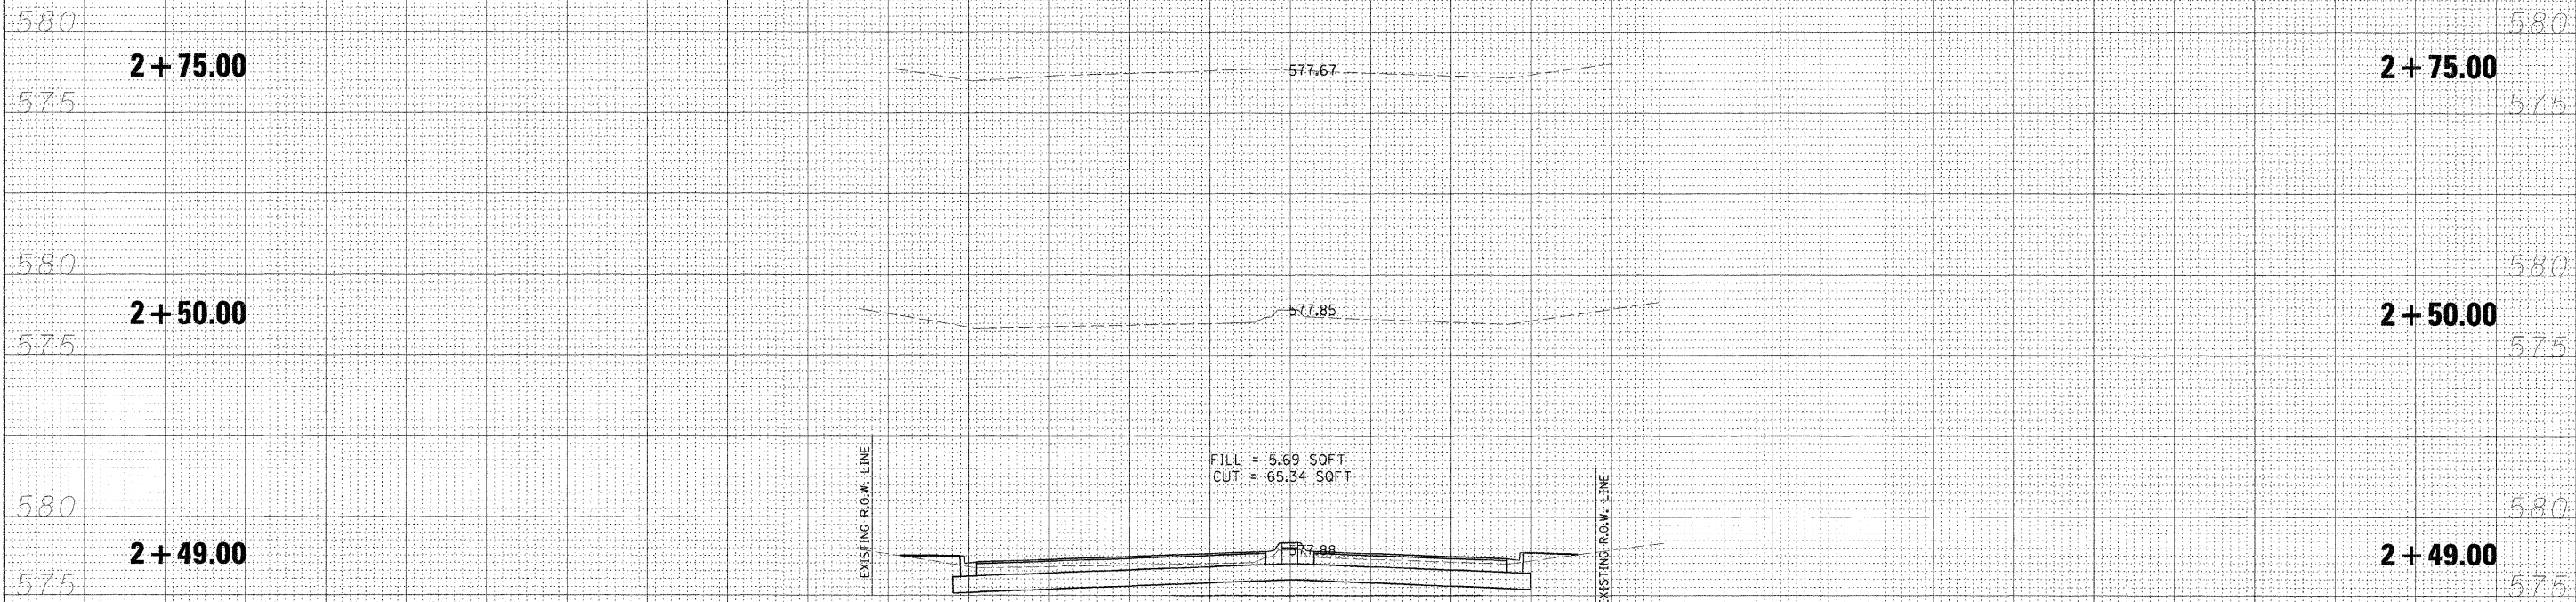 580 580
2+75.00 577.67 2+75.00
575 575
580 580
2+50.00 577.85 2+50.00
575 575
EXISTING R.O.W. LINE
FILL = 5.69 SQFT
CUT = 65.34 SQFT
EXISTING R.O.W. LINE
580 580
2+49.00 577.88 2+49.00
575 575